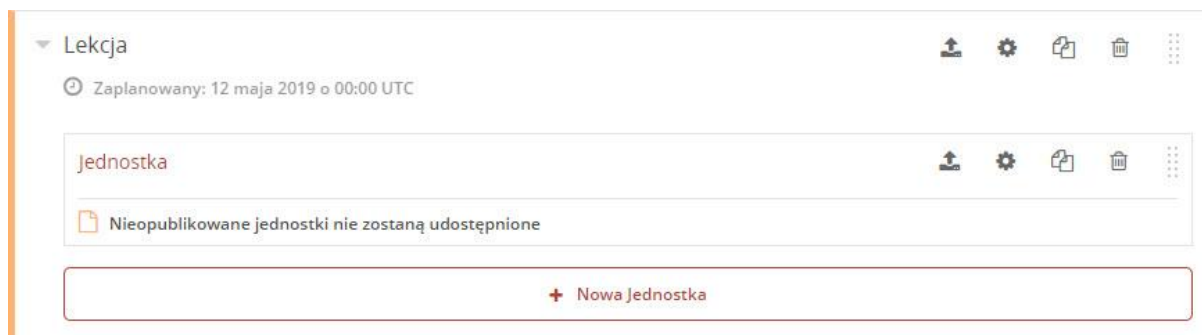 Lekcja
Zaplanowany: 12 maja 2019 o 00:00 UTC
Jednostka
Nieopublikowane jednostki nie zostaną udostępnione
+ Nowa Jednostka